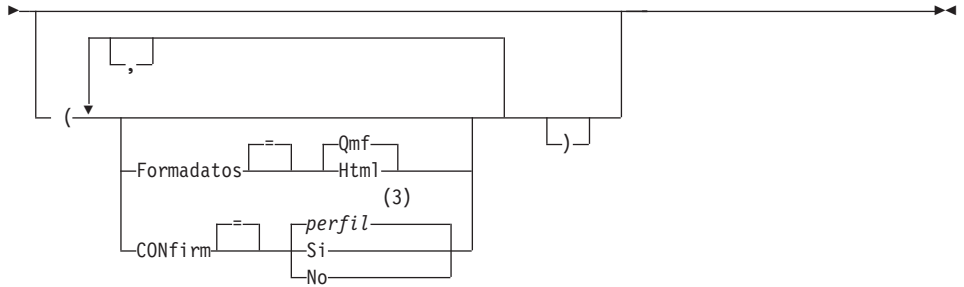 ,
( )
= Qmf
Formadatos Html
(3)
= perfil
CONfirm Si
No